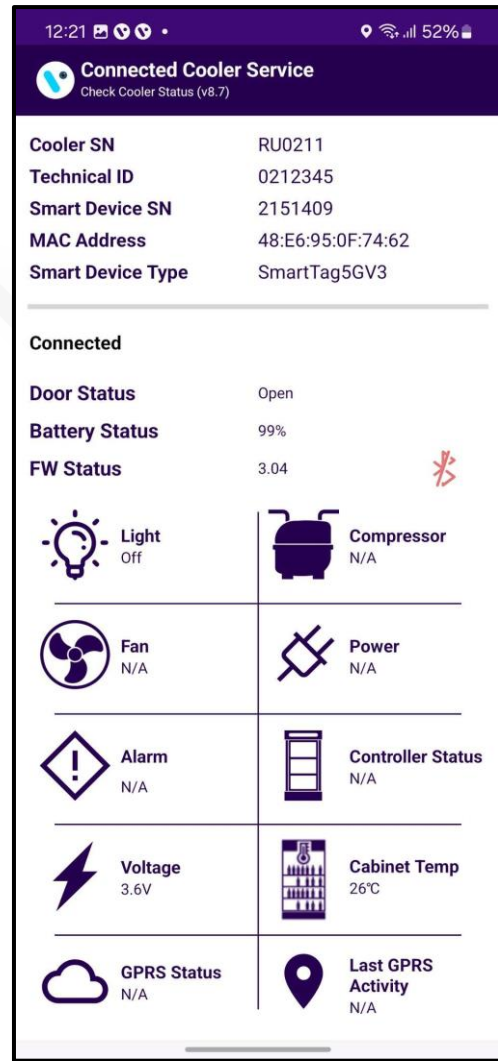 12:21 52%
Connected Cooler Service
Check Cooler Status (v8.7)
Cooler SN RU0211
Technical ID 0212345
Smart Device SN 2151409
MAC Address 48:E6:95:0F:74:62
Smart Device Type SmartTag5GV3
Connected
Door Status Open
Battery Status 99%
FW Status 3.04
Light
Off
Compressor
N/A
Fan
N/A
Power
N/A
Alarm
N/A
Controller Status
N/A
Voltage
3.6V
Cabinet Temp
26°C
GPRS Status
N/A
Last GPRS
Activity
N/A